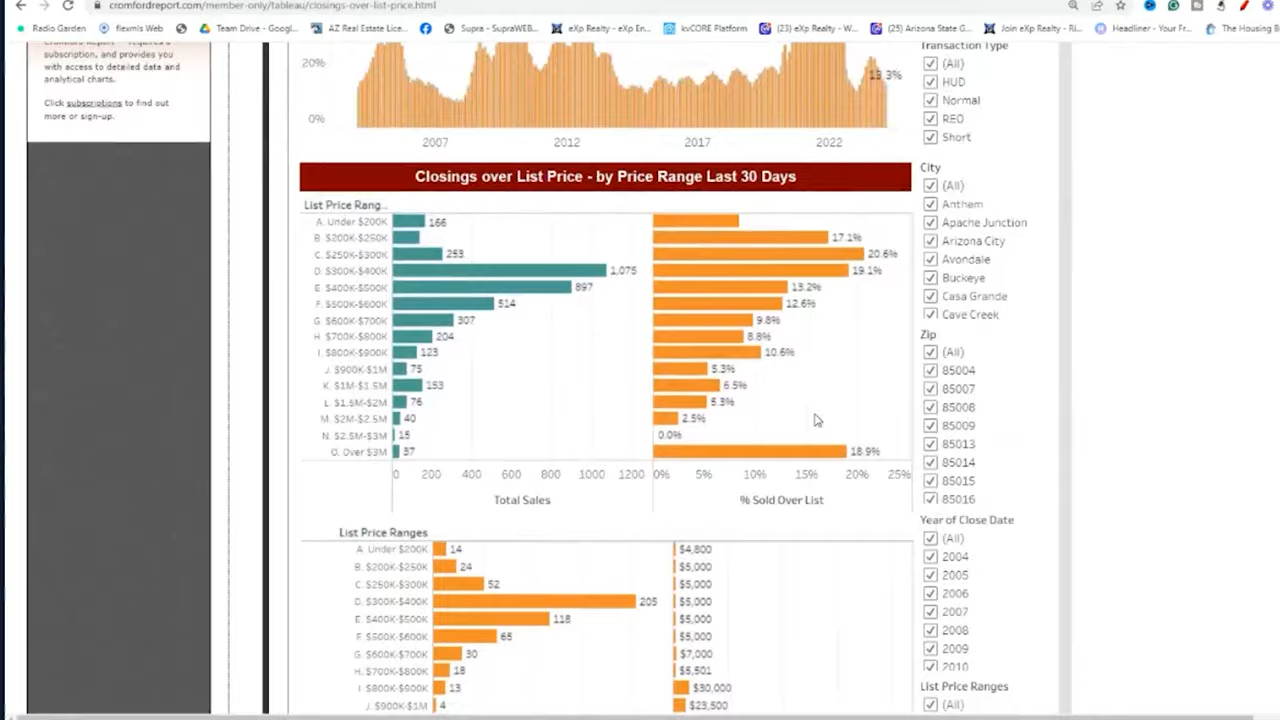 cromfordreport.com/member-only/tableau/closings-over-list-price.html
Radio Garden
flexmls Web
Team Drive - Googl...
AZ Real Estate Lice...
Supra - SupraWEB...
eXp Realty - eXp En...
kvCORE Platform
(23) eXp Realty - W...
(25) Arizona State G...
Join eXp Realty - Ri...
Headliner - Your Fr...
The Housing B
subscription, and provides you
with access to detailed data and
analytical charts.
Click subscriptions to find out
more or sign-up.
20%
0%
13.3%
2007 2012 2017 2022
Closings over List Price - by Price Range Last 30 Days
List Price Rang..
A. Under $200K 166
B. $200K-$250K 17.1%
C. $250K-$300K 253 20.6%
D. $300K-$400K 1,075 19.1%
E. $400K-$500K 897 13.2%
F. $500K-$600K 514 12.6%
G. $600K-$700K 307 9.8%
H. $700K-$800K 204 8.8%
I. $800K-$900K 123 10.6%
J. $900K-$1M 75 5.3%
K. $1M-$1.5M 153 6.5%
L. $1.5M-$2M 76 5.3%
M. $2M-$2.5M 40 2.5%
N. $2.5M-$3M 15 0.0%
O. Over $3M 37 18.9%
0 200 400 600 800 1000 1200 0% 5% 10% 15% 20% 25%
Total Sales % Sold Over List
List Price Ranges
A. Under $200K 14 $4,800
B. $200K-$250K 24 $5,000
C. $250K-$300K 52 $5,000
D. $300K-$400K 205 $5,000
E. $400K-$500K 118 $5,000
F. $500K-$600K 65 $5,000
G. $600K-$700K 30 $7,000
H. $700K-$800K 18 $5,501
I. $800K-$900K 13 $30,000
J. $900K-$1M 4 $23,500
Transaction Type
(All)
HUD
Normal
REO
Short
City
(All)
Anthem
Apache Junction
Arizona City
Avondale
Buckeye
Casa Grande
Cave Creek
Zip
(All)
85004
85007
85008
85009
85013
85014
85015
85016
Year of Close Date
(All)
2004
2005
2006
2007
2008
2009
2010
List Price Ranges
(All)